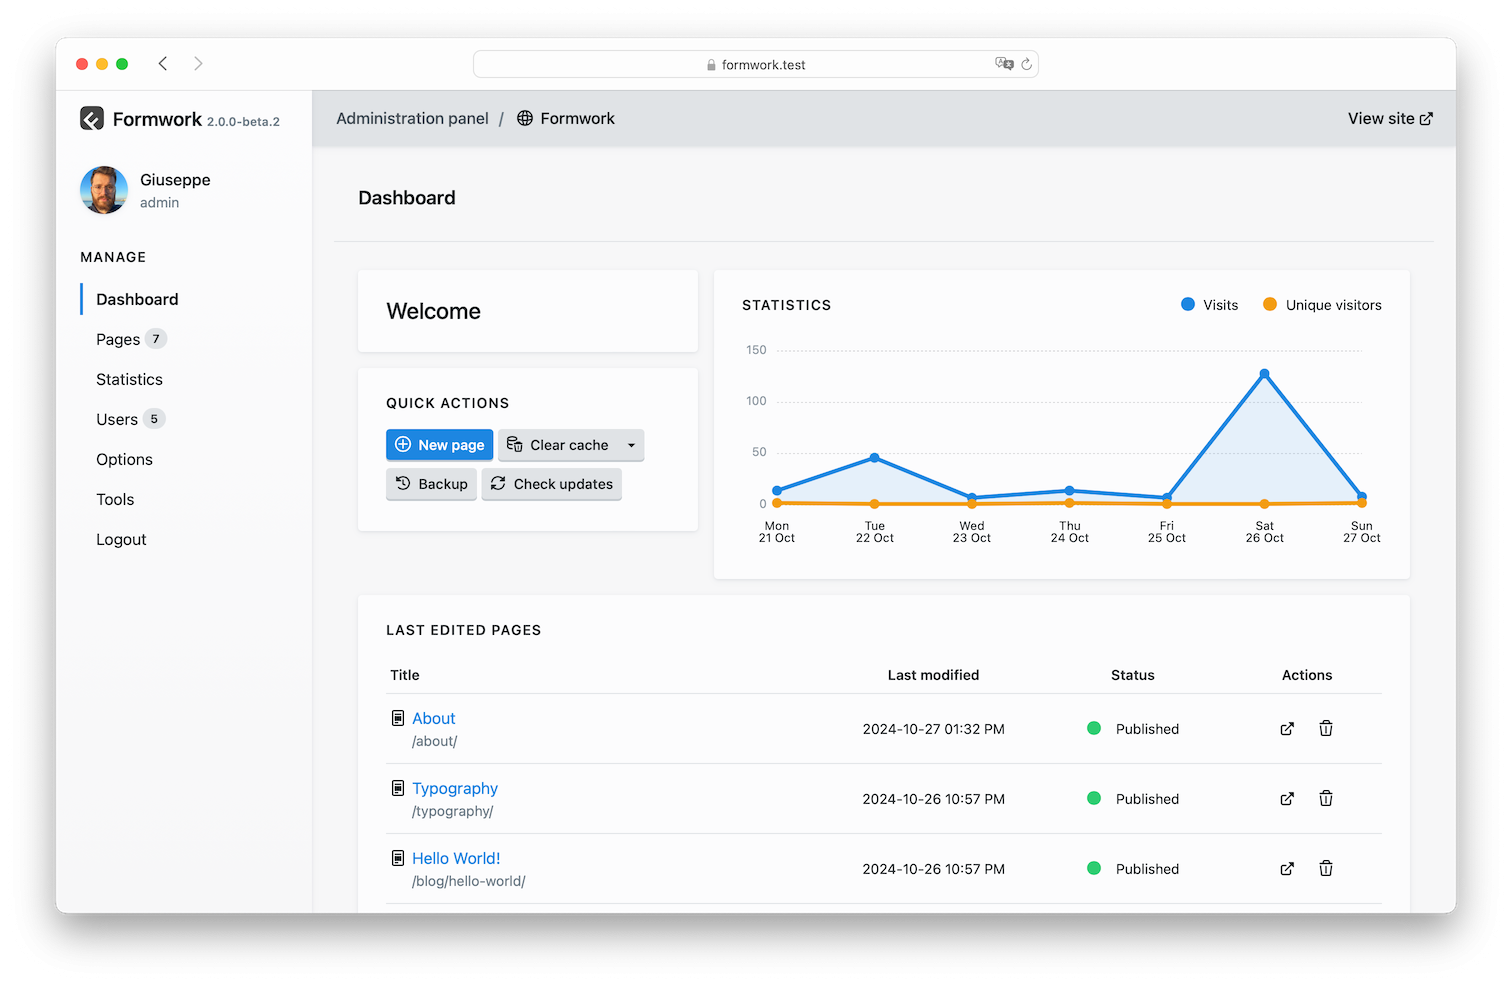 formwork.test
Formwork 2.0.0-beta.2
Administration panel / Formwork
View site
Giuseppe
admin
MANAGE
Dashboard
Pages 7
Statistics
Users 5
Options
Tools
Logout
Dashboard
Welcome
QUICK ACTIONS
New page
Clear cache
Backup
Check updates
STATISTICS
Visits
Unique visitors
150
100
50
0
Mon
21 Oct
Tue
22 Oct
Wed
23 Oct
Thu
24 Oct
Fri
25 Oct
Sat
26 Oct
Sun
27 Oct
LAST EDITED PAGES
Title Last modified Status Actions
About
/about/
2024-10-27 01:32 PM Published
Typography
/typography/
2024-10-26 10:57 PM Published
Hello World!
/blog/hello-world/
2024-10-26 10:57 PM Published